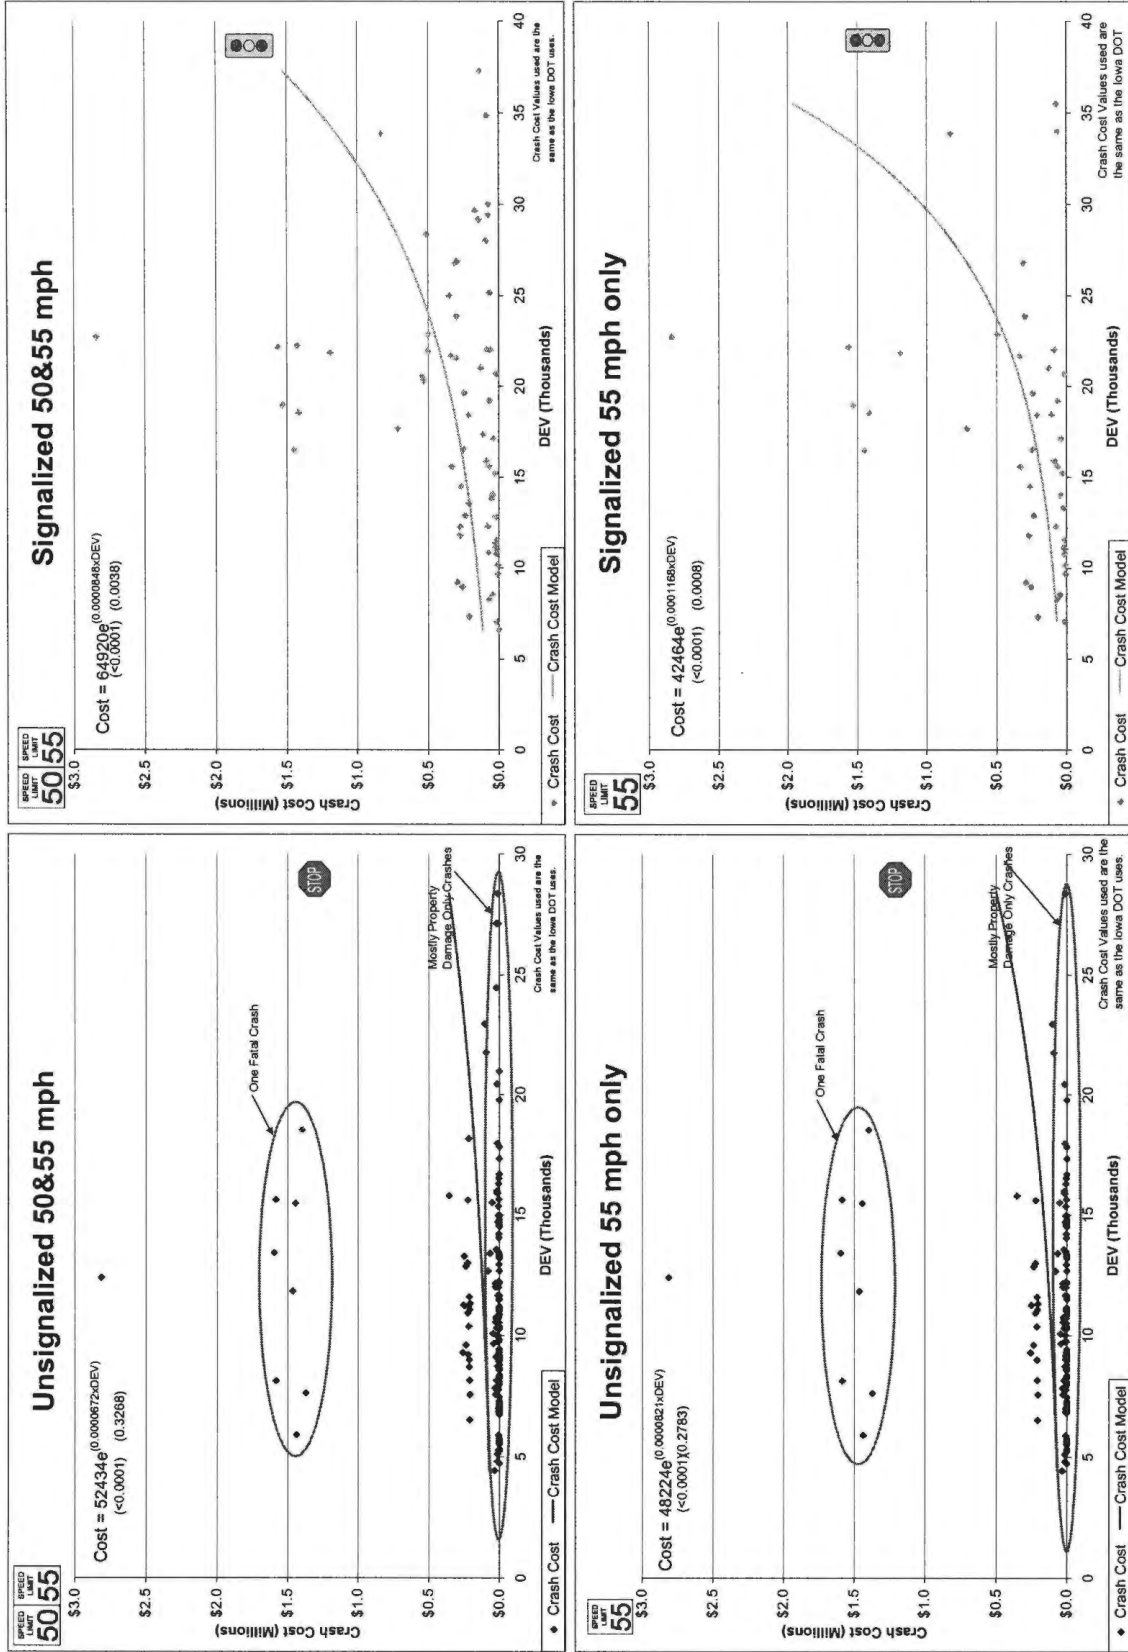 SPEED LIMIT 50
SPEED LIMIT 55
Unsignalized 50&55 mph
Cost = 52434e(0.0000672xDEV)
(<0.0001) (0.3268)
$3.0
$2.5
$2.0
$1.5
$1.0
$0.5
$0.0
Crash Cost (Millions)
One Fatal Crash
STOP
Mostly Property
Damage Only Crashes
0 5 10 15 20 25 30
DEV (Thousands)
Crash Cost Values used are the
same as the Iowa DOT uses.
Crash Cost Crash Cost Model
SPEED LIMIT 50
SPEED LIMIT 55
Signalized 50&55 mph
Cost = 64920e(0.0000848xDEV)
(<0.0001) (0.0038)
$3.0
$2.5
$2.0
$1.5
$1.0
$0.5
$0.0
Crash Cost (Millions)
0 5 10 15 20 25 30 35 40
DEV (Thousands)
Crash Cost Values used are the
same as the Iowa DOT uses.
Crash Cost Crash Cost Model
SPEED LIMIT 55
Unsignalized 55 mph only
Cost = 48224e(0.0000821xDEV)
(<0.0001)(0.2783)
$3.0
$2.5
$2.0
$1.5
$1.0
$0.5
$0.0
Crash Cost (Millions)
One Fatal Crash
STOP
Mostly Property
Damage Only Crashes
0 5 10 15 20 25 30
DEV (Thousands)
Crash Cost Values used are the
same as the Iowa DOT uses.
Crash Cost Crash Cost Model
SPEED LIMIT 55
Signalized 55 mph only
Cost = 42464e(0.0001168xDEV)
(<0.0001) (0.0008)
$3.0
$2.5
$2.0
$1.5
$1.0
$0.5
$0.0
Crash Cost (Millions)
0 5 10 15 20 25 30 35 40
DEV (Thousands)
Crash Cost Values used are
the same as the Iowa DOT
Crash Cost Crash Cost Model